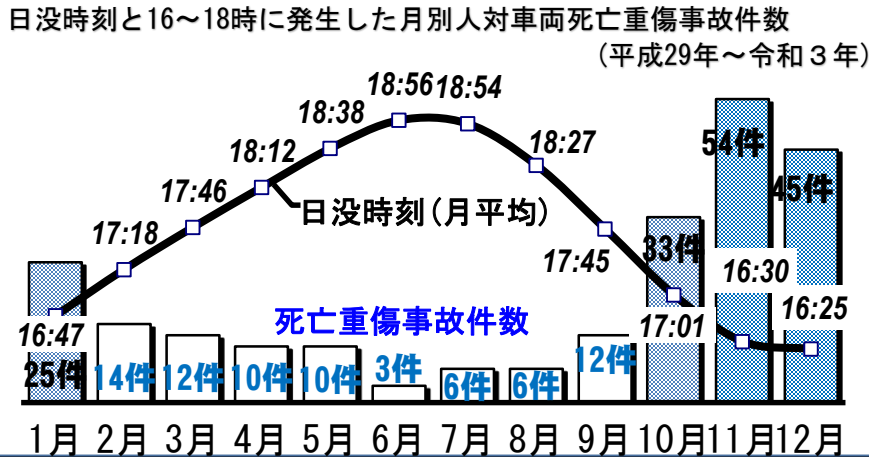 日没時刻と16～18時に発生した月別人対車両死亡重傷事故件数
(平成29年～令和３年)
18:56
18:54
18:38
18:27
18:12
17:46
17:18
日没時刻(月平均)
17:45
16:47
17:01
16:30
16:25
死亡重傷事故件数
25件
14件
12件
10件
10件
3件
6件
6件
12件
33件
54件
45件
1月 2月 3月 4月 5月 6月 7月 8月 9月 10月 11月 12月